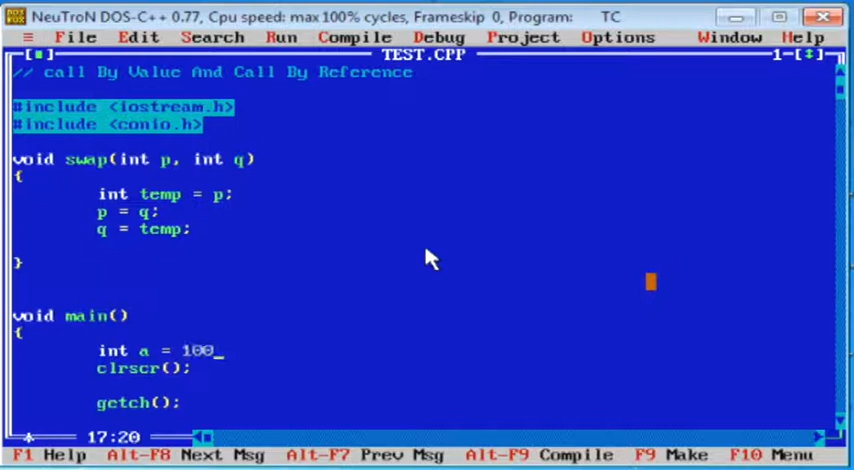 NeuTroN DOS-C++ 0.77, Cpu speed: max 100% cycles, Frameskip 0, Program: TC
≡ File Edit Search Run Compile Debug Project Options Window Help
[■] TEST.CPP 1-[↕]
// call By Value And Call By Reference
#include <iostream.h>
#include <conio.h>
void swap(int p, int q)
{
int temp = p;
p = q;
q = temp;
}
void main()
{
int a = 100_
clrscr();
getch();
* 17:20
F1 Help Alt-F8 Next Msg Alt-F7 Prev Msg Alt-F9 Compile F9 Make F10 Menu